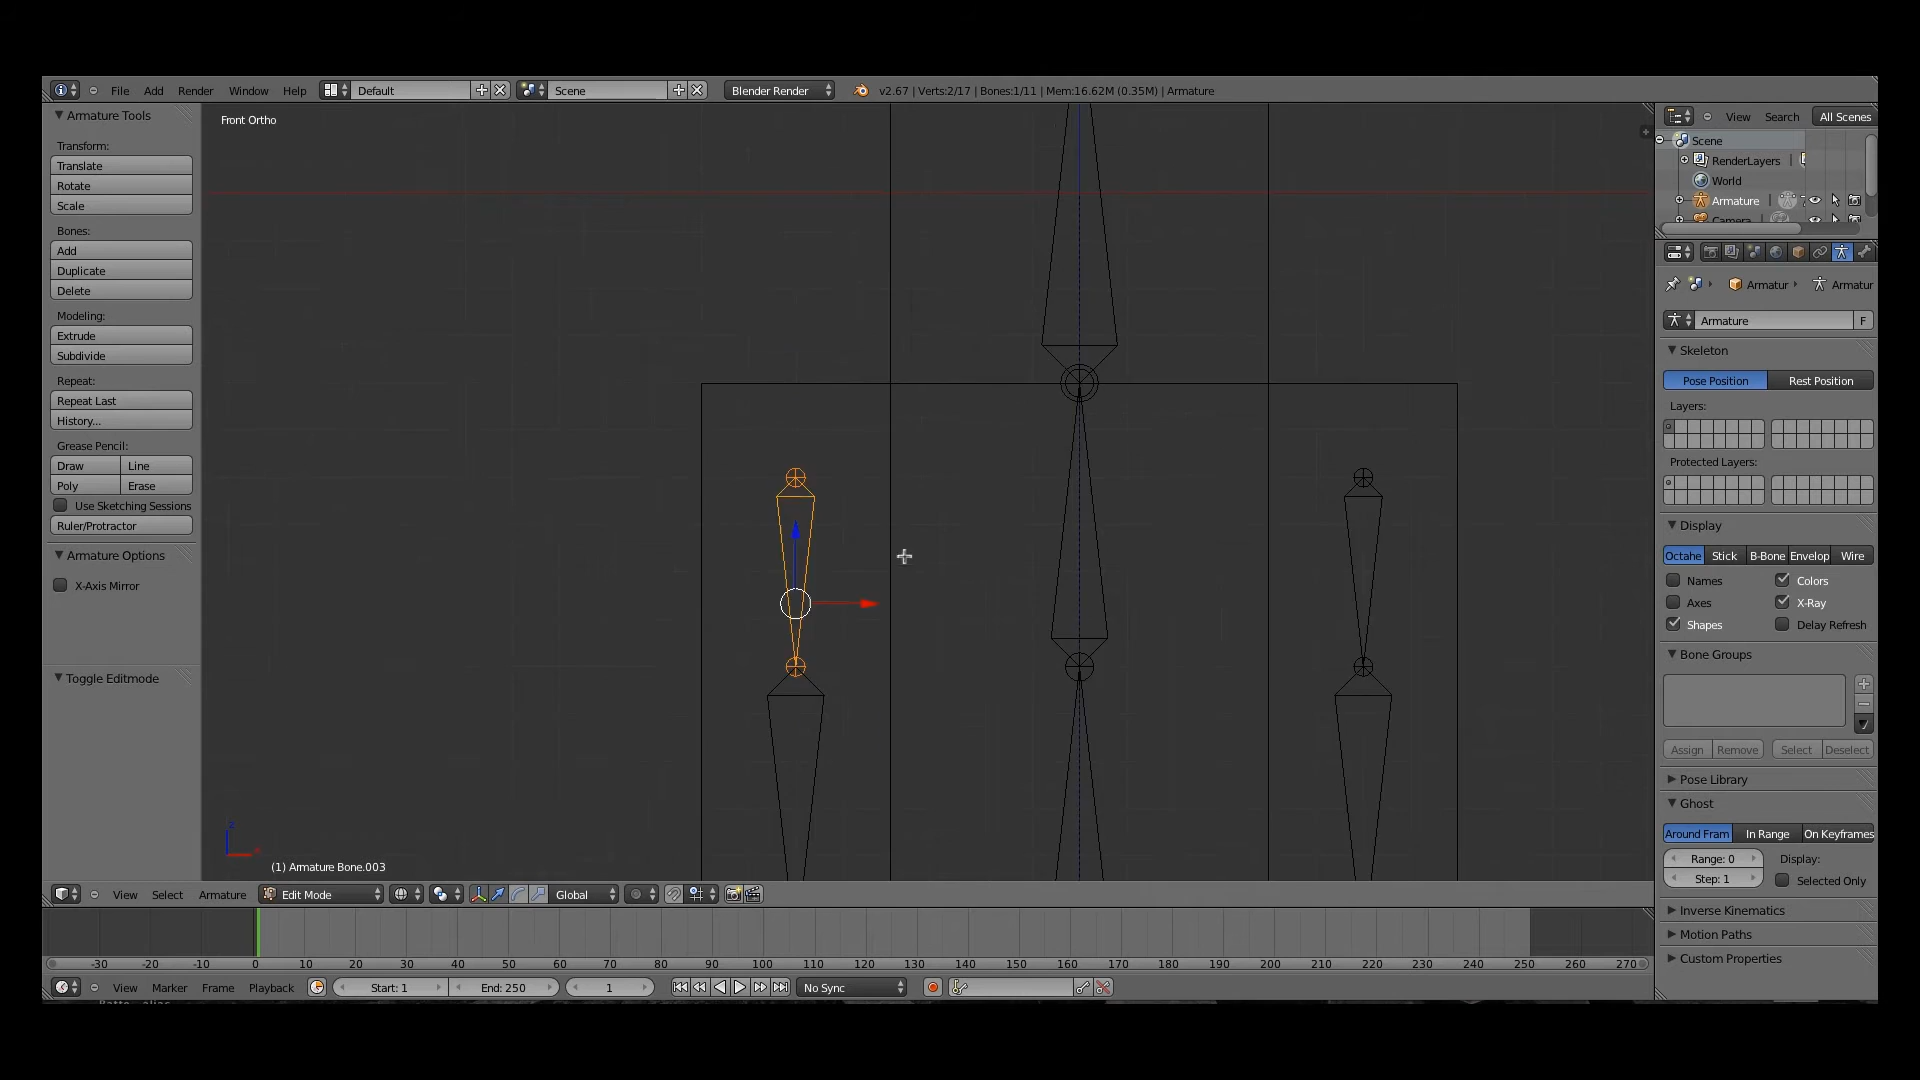 File Add Render Window Help Default Scene Blender Render v2.67 | Verts:2/17 | Bones:1/11 | Mem:16.62M (0.35M) | Armature
Armature Tools
Transform:
Translate
Rotate
Scale
Bones:
Add
Duplicate
Delete
Modeling:
Extrude
Subdivide
Repeat:
Repeat Last
History...
Grease Pencil:
Draw Line
Poly Erase
Use Sketching Sessions
Ruler/Protractor
Armature Options
X-Axis Mirror
Toggle Editmode
Front Ortho
z
(1) Armature Bone.003
View Select Armature Edit Mode Global
-30 -20 -10 0 10 20 30 40 50 60 70 80 90 100 110 120 130 140 150 160 170 180 190 200 210 220 230 240 250 260 270
View Marker Frame Playback Start: 1 End: 250 1 No Sync
View Search All Scenes
Scene
RenderLayers |
World
Armature |
Camera
Armatur Armatur
Armature F
Skeleton
Pose Position Rest Position
Layers:
Protected Layers:
Display
Octahe Stick B-Bone Envelop Wire
Names Colors
Axes X-Ray
Shapes Delay Refresh
Bone Groups
Assign Remove Select Deselect
Pose Library
Ghost
Around Fram In Range On Keyframes
Range: 0 Display:
Step: 1 Selected Only
Inverse Kinematics
Motion Paths
Custom Properties